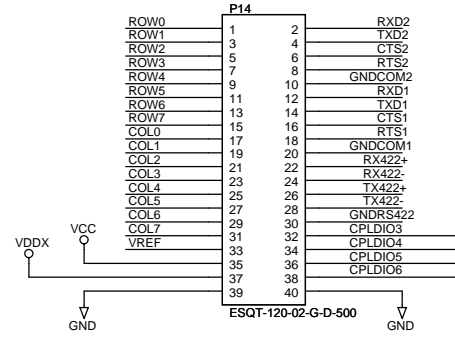 P14
ROW0 1 2 RXD2
ROW1 3 4 TXD2
ROW2 5 6 CTS2
ROW3 7 8 RTS2
ROW4 9 10 GNDCOM2
ROW5 11 12 RXD1
ROW6 13 14 TXD1
ROW7 15 16 CTS1
COL0 17 18 RTS1
COL1 19 20 GNDCOM1
COL2 21 22 RX422+
COL3 23 24 RX422-
COL4 25 26 TX422+
COL5 27 28 TX422-
COL6 29 30 GNDRS422
COL7 31 32 CPLDIO3
VREF 33 34 CPLDIO4
VCC 35 36 CPLDIO5
VDDX 37 38 CPLDIO6
39 40
ESQT-120-02-G-D-500
GND GND